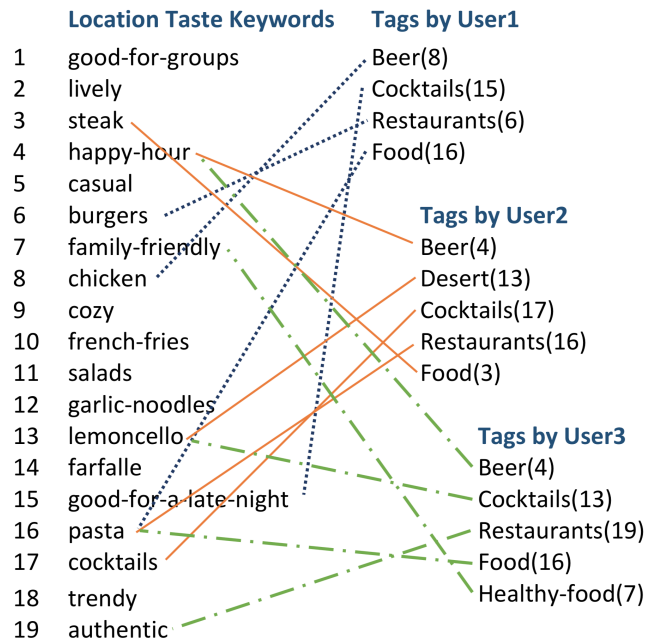 Location Taste Keywords
1 good-for-groups
2 lively
3 steak
4 happy-hour
5 casual
6 burgers
7 family-friendly
8 chicken
9 cozy
10 french-fries
11 salads
12 garlic-noodles
13 lemoncello
14 farfalle
15 good-for-a-late-night
16 pasta
17 cocktails
18 trendy
19 authentic
Tags by User1
Beer(8)
Cocktails(15)
Restaurants(6)
Food(16)
Tags by User2
Beer(4)
Desert(13)
Cocktails(17)
Restaurants(16)
Food(3)
Tags by User3
Beer(4)
Cocktails(13)
Restaurants(19)
Food(16)
Healthy-food(7)